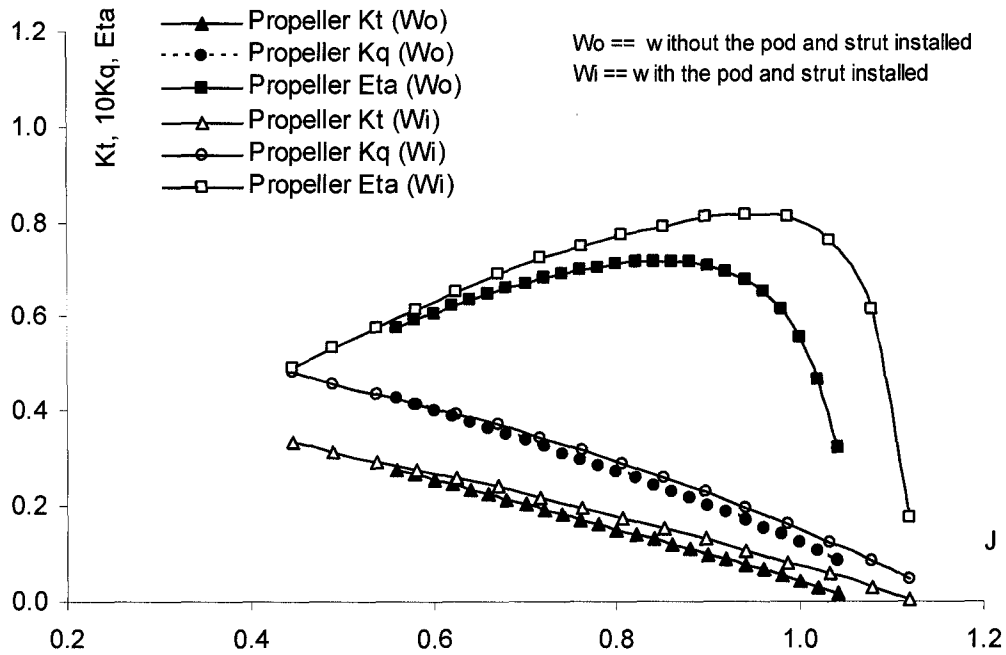 Kt, 10Kq, Eta
1.2
1.0
0.8
0.6
0.4
0.2
0.0
Propeller Kt (Wo)
Propeller Kq (Wo)
Propeller Eta (Wo)
Propeller Kt (Wi)
Propeller Kq (Wi)
Propeller Eta (Wi)
Wo == without the pod and strut installed
Wi == with the pod and strut installed
J
0.2
0.4
0.6
0.8
1.0
1.2